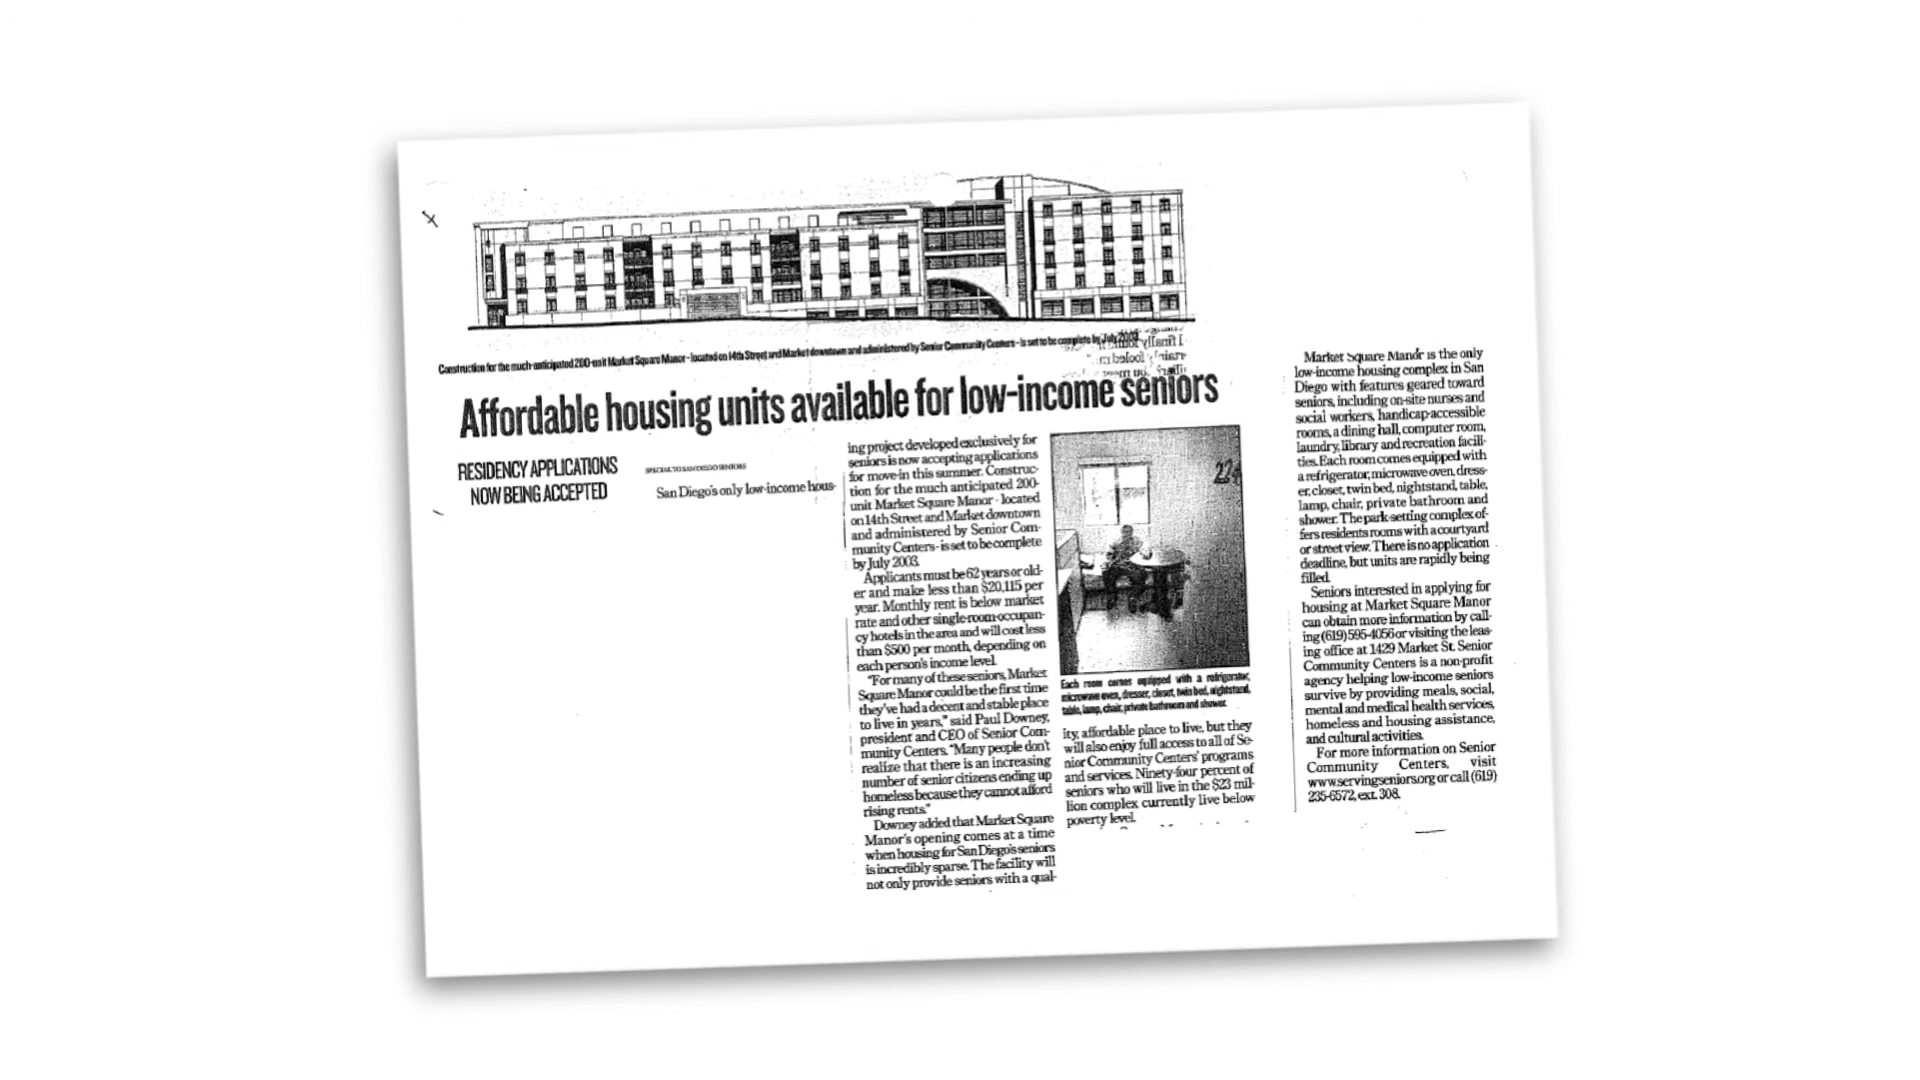 Construction for the much-anticipated 200-unit Market Square Manor - located on 14th Street and Market downtown and administered by Senior Community Centers - is set to be complete by July 2003.
Affordable housing units available for low-income seniors
RESIDENCY APPLICATIONS
NOW BEING ACCEPTED
SPECIAL TO SAN DIEGO SENIORS
San Diego's only low-income hous-
ing project developed exclusively for
seniors is now accepting applications
for move-in this summer. Construc-
tion for the much anticipated 200-
unit Market Square Manor - located
on 14th Street and Market downtown
and administered by Senior Com-
munity Centers - is set to be complete
by July 2003.
Applicants must be 62 years or old-
er and make less than $20,115 per
year. Monthly rent is below market
rate and other single-room-occupan-
cy hotels in the area and will cost less
than $500 per month, depending on
each person's income level.
"For many of these seniors, Market
Square Manor could be the first time
they've had a decent and stable place
to live in years," said Paul Downey,
president and CEO of Senior Com-
munity Centers. "Many people don't
realize that there is an increasing
number of senior citizens ending up
homeless because they cannot afford
rising rents."
Downey added that Market Square
Manor's opening comes at a time
when housing for San Diego's seniors
is incredibly sparse. The facility will
not only provide seniors with a qual-
Each room comes equipped with a refrigerator,
microwave oven, dresser, closet, twin bed, nightstand,
table, lamp, chair, private bathroom and shower.
ity, affordable place to live, but they
will also enjoy full access to all of Se-
nior Community Centers' programs
and services. Ninety-four percent of
seniors who will live in the $23 mil-
lion complex currently live below
poverty level.
Market Square Manor is the only
low-income housing complex in San
Diego with features geared toward
seniors, including on-site nurses and
social workers, handicap-accessible
rooms, a dining hall, computer room,
laundry, library and recreation facili-
ties. Each room comes equipped with
a refrigerator, microwave oven, dress-
er, closet, twin bed, nightstand, table,
lamp, chair, private bathroom and
shower. The park-setting complex of-
fers residents rooms with a courtyard
or street view. There is no application
deadline, but units are rapidly being
filled.
Seniors interested in applying for
housing at Market Square Manor
can obtain more information by call-
ing (619) 595-4056 or visiting the leas-
ing office at 1429 Market St. Senior
Community Centers is a non-profit
agency helping low-income seniors
survive by providing meals, social,
mental and medical health services,
homeless and housing assistance,
and cultural activities.
For more information on Senior
Community Centers, visit
www.servingseniors.org or call (619)
235-6572, ext. 308.